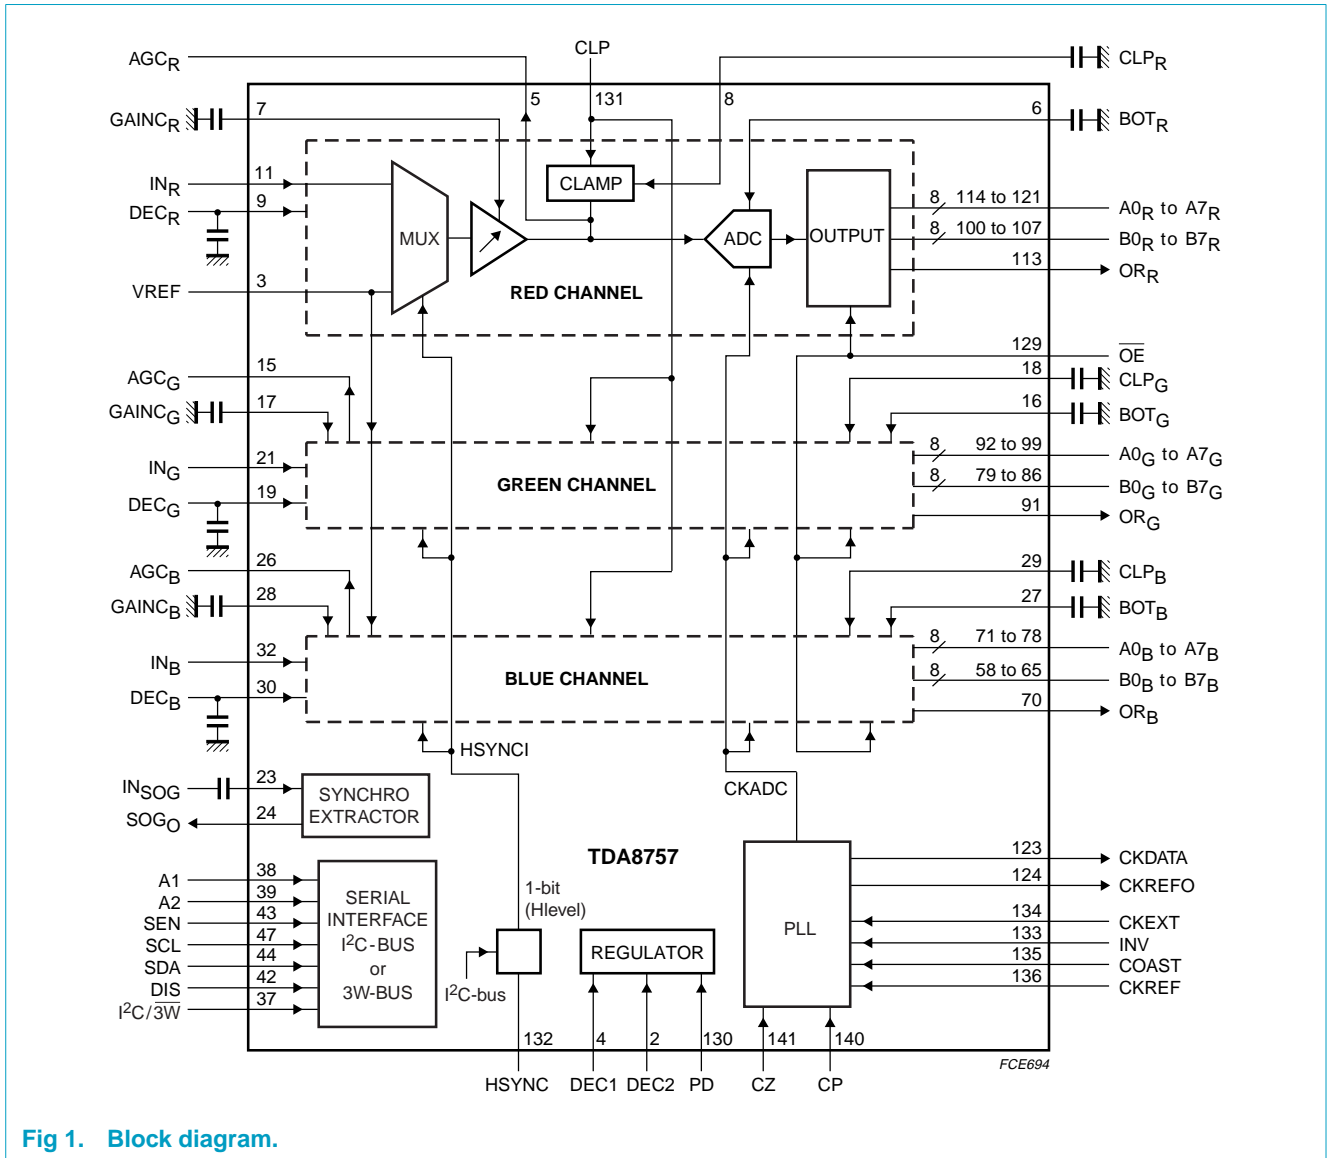 CLP
AGCR
CLPR
7
5
131
8
6
GAINCR
BOTR
INR
11
CLAMP
DECR
9
MUX
ADC
OUTPUT
8
114 to 121
A0R to A7R
8
100 to 107
B0R to B7R
113
ORR
VREF
3
RED CHANNEL
129
OE
AGCG
15
18
CLPG
GAINCG
17
16
BOTG
ING
21
8
92 to 99
A0G to A7G
GREEN CHANNEL
8
79 to 86
B0G to B7G
DECG
19
91
ORG
AGCB
26
29
CLPB
GAINCB
28
27
BOTB
INB
32
8
71 to 78
A0B to A7B
BLUE CHANNEL
8
58 to 65
B0B to B7B
DECB
30
70
ORB
HSYNCI
CKADC
INSOG
23
SYNCHRO
EXTRACTOR
SOGO
24
TDA8757
A1
38
A2
39
SEN
43
SCL
47
SDA
44
DIS
42
I2C/3W
37
SERIAL
INTERFACE
I2C-BUS
or
3W-BUS
1-bit
(Hlevel)
I2C-bus
REGULATOR
PLL
123
CKDATA
124
CKREFO
134
CKEXT
133
INV
135
COAST
136
CKREF
132
4
2
130
141
140
HSYNC
DEC1
DEC2
PD
CZ
CP
FCE694
Fig 1. Block diagram.